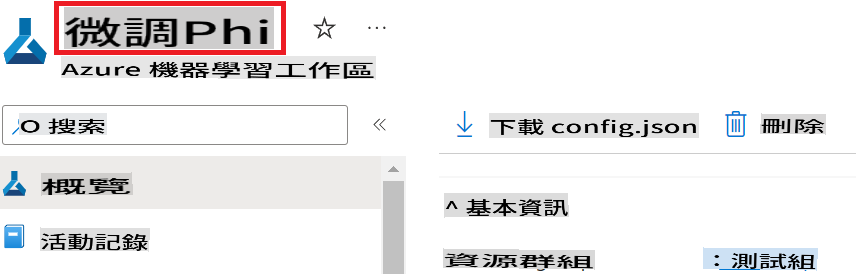 微調Phi
Azure 機器學習工作區
搜索
下載 config.json
刪除
概覽
^ 基本資訊
活動記錄
資源群組 : 測試組